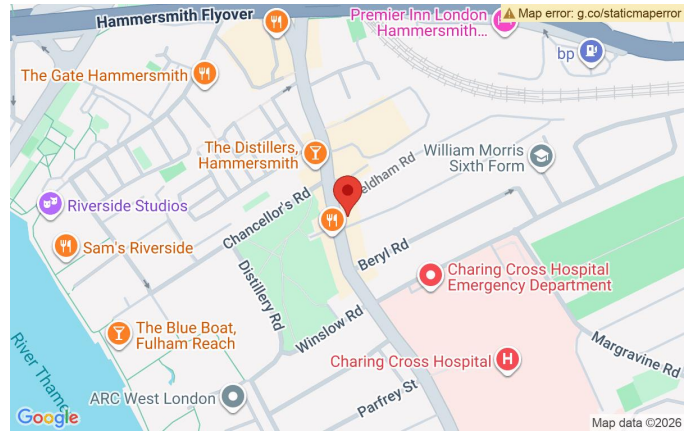 Hammersmith Flyover
Premier Inn London
Hammersmith...
Map error: g.co/staticmaperror
bp
The Gate Hammersmith
The Distillers,
Hammersmith
William Morris
Sixth Form
eldham Rd
Riverside Studios
Chancellor's Rd
Sam's Riverside
Beryl Rd
Distillery Rd
Charing Cross Hospital
Emergency Department
The Blue Boat,
Fulham Reach
Winslow Rd
Margravine Rd
River Thame
Charing Cross Hospital
H
ARC West London
Parfrey St
Google
Map data ©2026